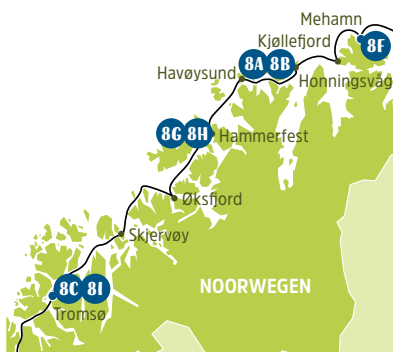 Mehamn
8F
Kjøllefjord
8A 8B
Havøysund
Honningsvåg
8G 8H
Hammerfest
Øksfjord
Skjervøy
NOORWEGEN
8C 8I
Tromsø